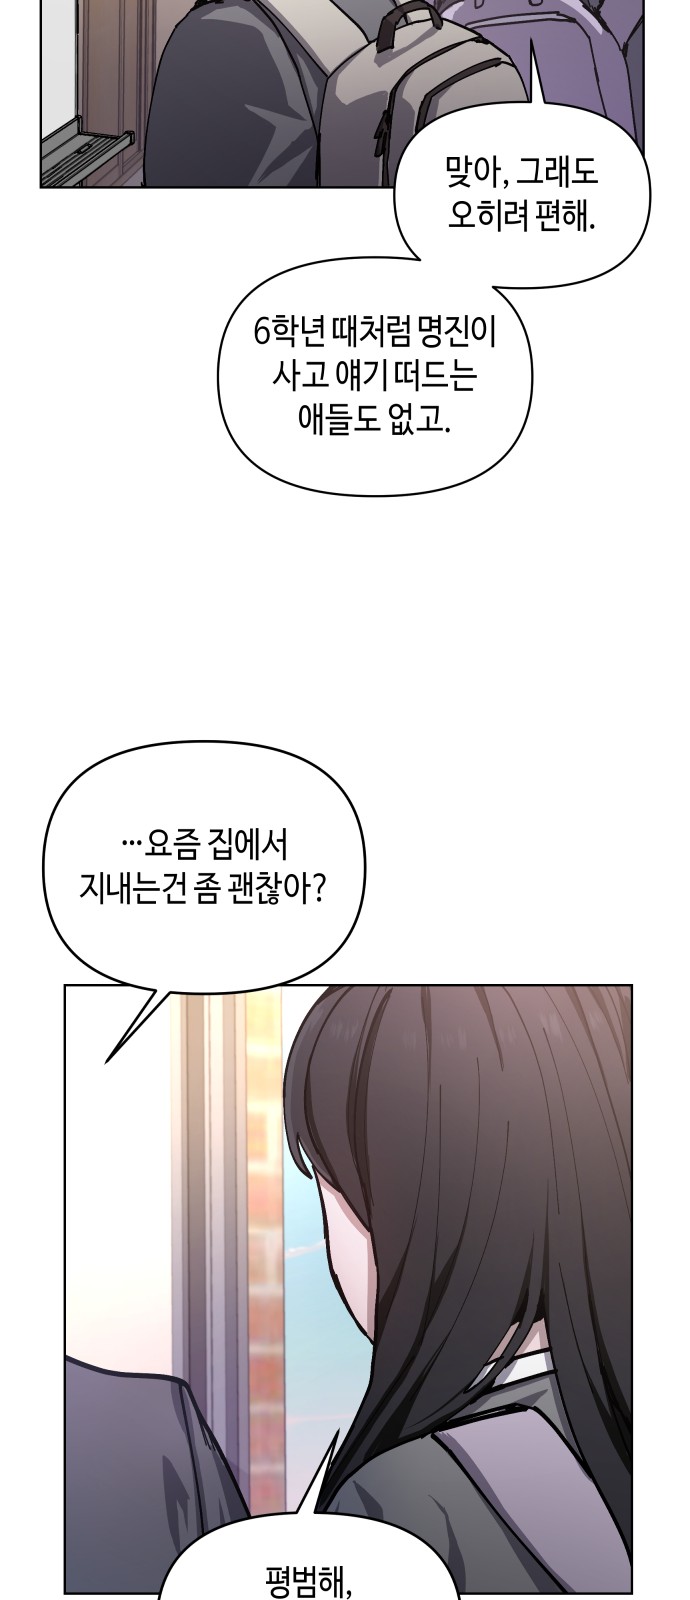 맞아, 그래도
오히려 편해.
6학년 때처럼 명진이
사고 얘기 떠드는
애들도 없고.
…요즘 집에서
지내는건 좀 괜찮아?
평범해,